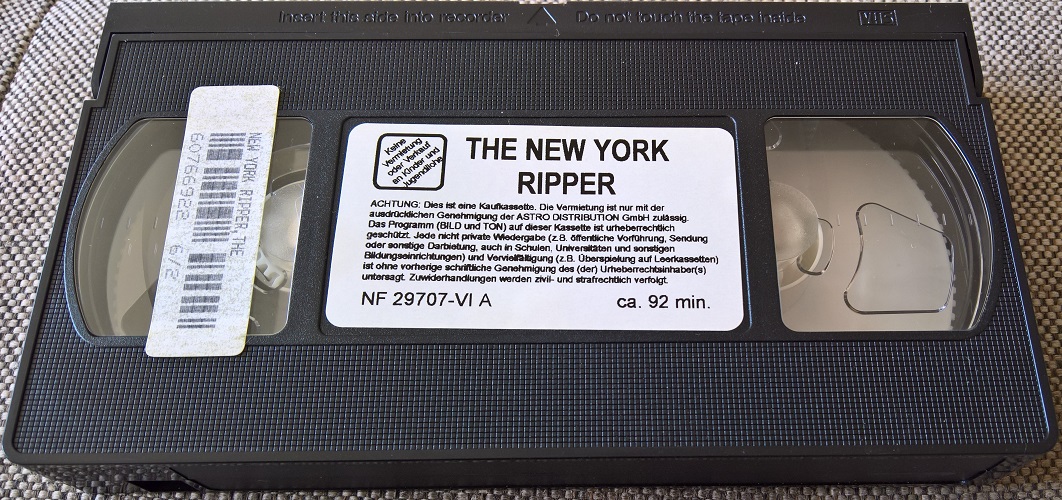 Insert this side into recorder
Do not touch the tape inside
VHS
NEW YORK RIPPER,THE
607766922 6/2
Keine
Vermietung
oder Verkauf
an Kinder und
Jugendliche
THE NEW YORK
RIPPER
ACHTUNG: Dies ist eine Kaufkassette. Die Vermietung ist nur mit der
ausdrücklichen Genehmigung der ASTRO DISTRIBUTION GmbH zulässig.
Das Programm (BILD und TON) auf dieser Kassette ist urheberrechtlich
geschützt. Jede nicht private Wiedergabe (z.B. öffentliche Vorführung, Sendung
oder sonstige Darbietung, auch in Schulen, Universitäten und sonstigen
Bildungseinrichtungen) und Vervielfältigung (z.B. Überspielung auf Leerkassetten)
ist ohne vorherige schriftliche Genehmigung des (der) Urheberrechtsinhaber(s)
untersagt. Zuwiderhandlungen werden zivil- und strafrechtlich verfolgt.
NF 29707-VI A
ca. 92 min.